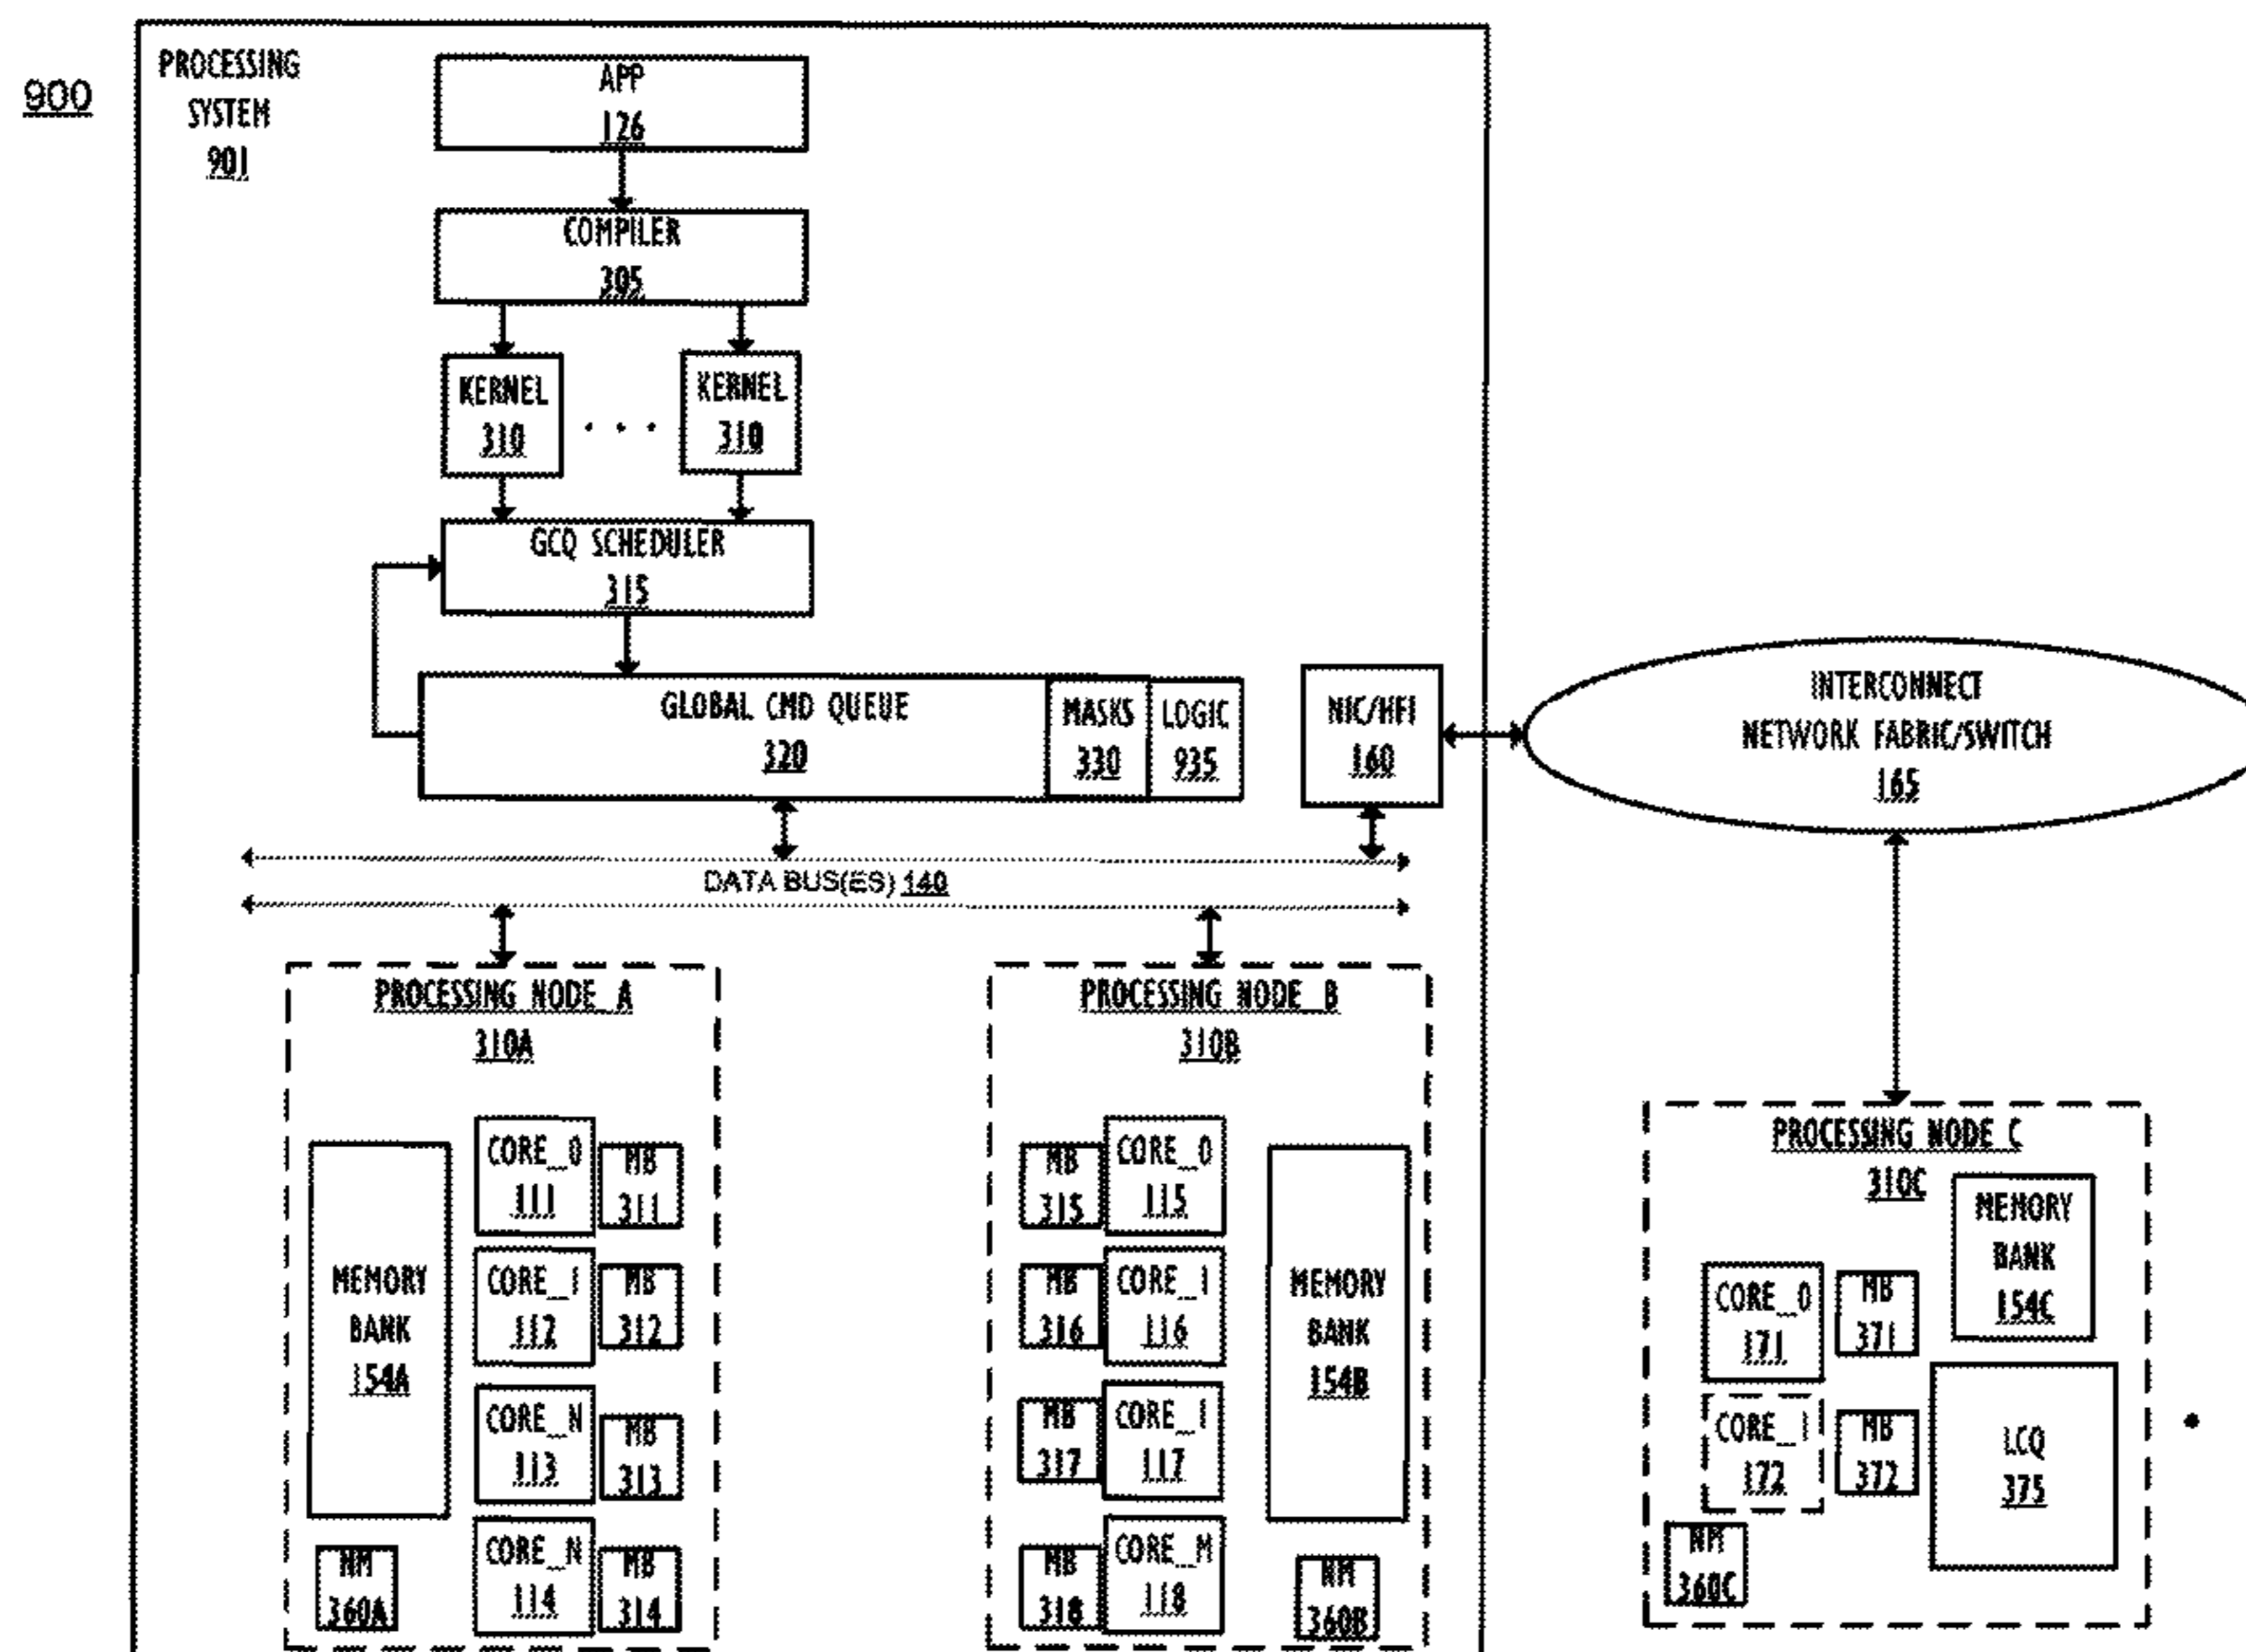 900
PROCESSING
SYSTEM
901
APP
126
COMPILER
305
KERNEL
310
. . .
KERNEL
310
GCQ SCHEDULER
315
GLOBAL CMD QUEUE
320
MASKS
330
LOGIC
935
NIC/HFI
160
INTERCONNECT
NETWORK FABRIC/SWITCH
165
DATA BUS(ES) 140
PROCESSING NODE_A
310A
MEMORY
BANK
154A
CORE_0
111
MB
311
CORE_1
112
MB
312
CORE_N
113
MB
313
CORE_N
114
MB
314
NM
360A
PROCESSING NODE_B
310B
MB
315
CORE_0
115
MB
316
CORE_1
116
MB
317
CORE_1
117
MB
318
CORE_M
118
MEMORY
BANK
154B
NM
360B
PROCESSING NODE_C
310C
MEMORY
BANK
154C
CORE_0
171
MB
371
CORE_1
172
MB
372
LCQ
375
NM
360C